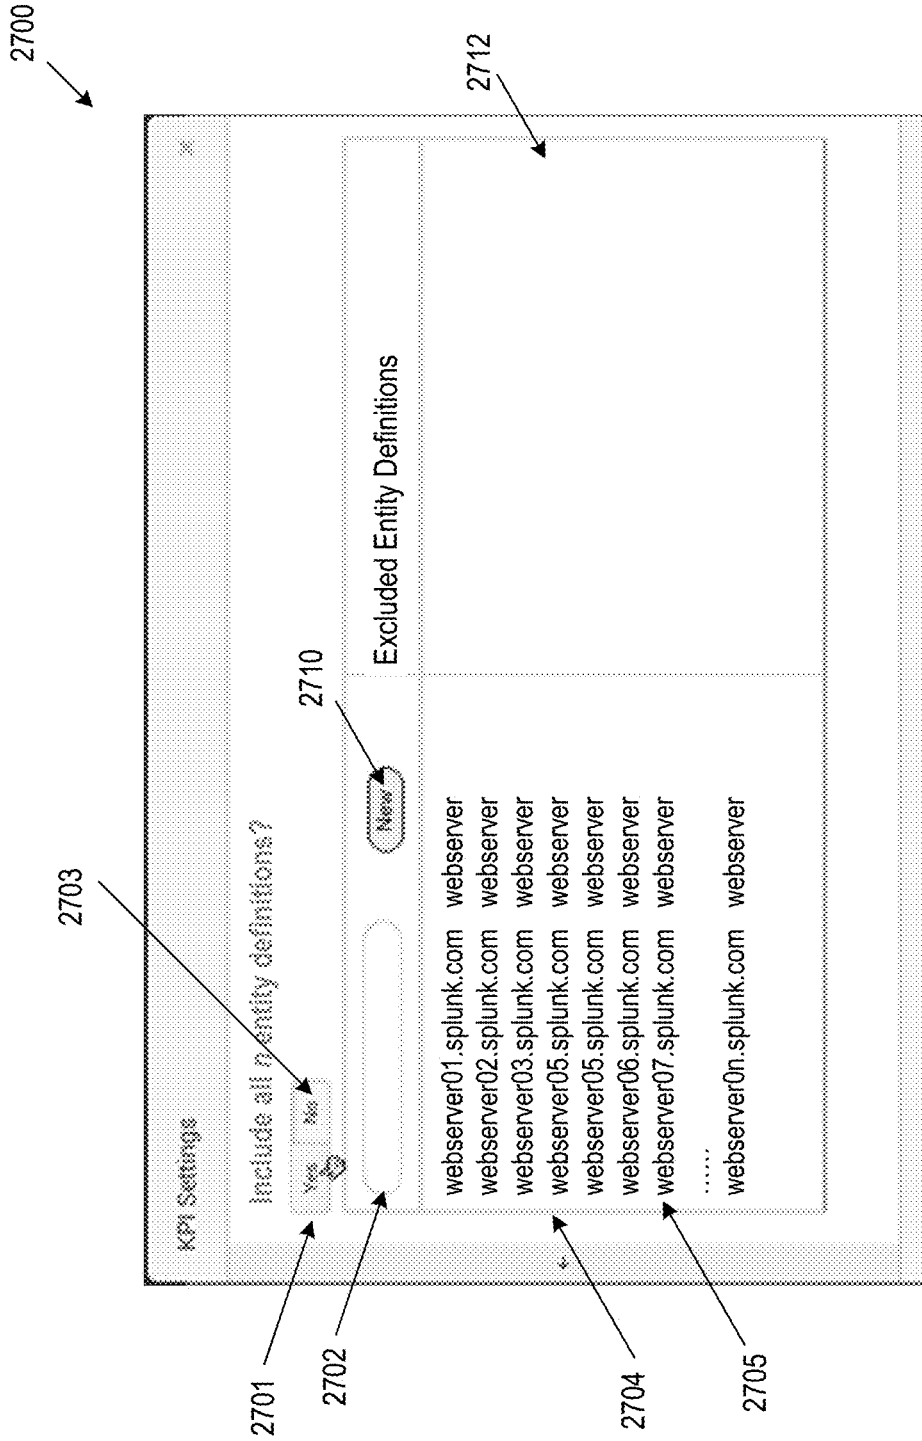 2700
KPI Settings
×
Include all n entity definitions?
2703
2701
Yes
No
2710
2702
New
Excluded Entity Definitions
2712
webserver01.splunk.com webserver
webserver02.splunk.com webserver
webserver03.splunk.com webserver
webserver05.splunk.com webserver
webserver05.splunk.com webserver
webserver06.splunk.com webserver
webserver07.splunk.com webserver
......
webserver0n.splunk.com webserver
2704
2705